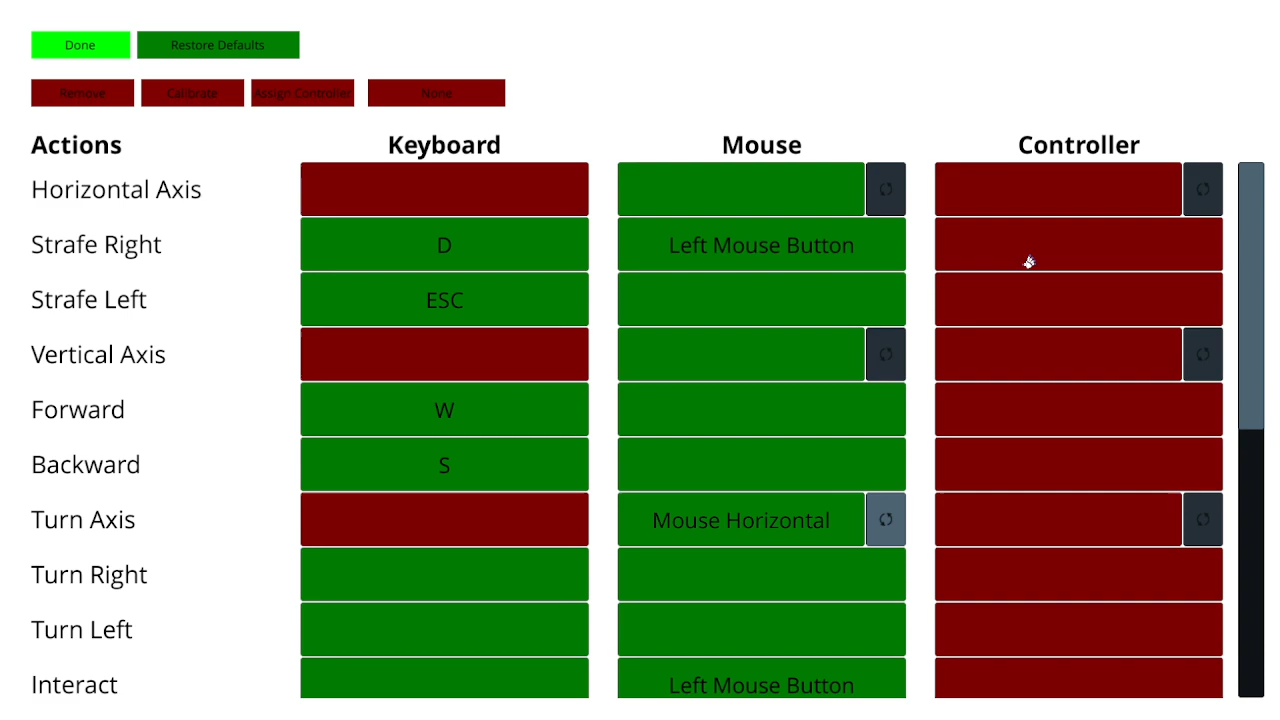 Done Restore Defaults
Remove Calibrate Assign Controller None
Actions Keyboard Mouse Controller
Horizontal Axis
Strafe Right D Left Mouse Button
Strafe Left ESC
Vertical Axis
Forward W
Backward S
Turn Axis Mouse Horizontal
Turn Right
Turn Left
Interact Left Mouse Button